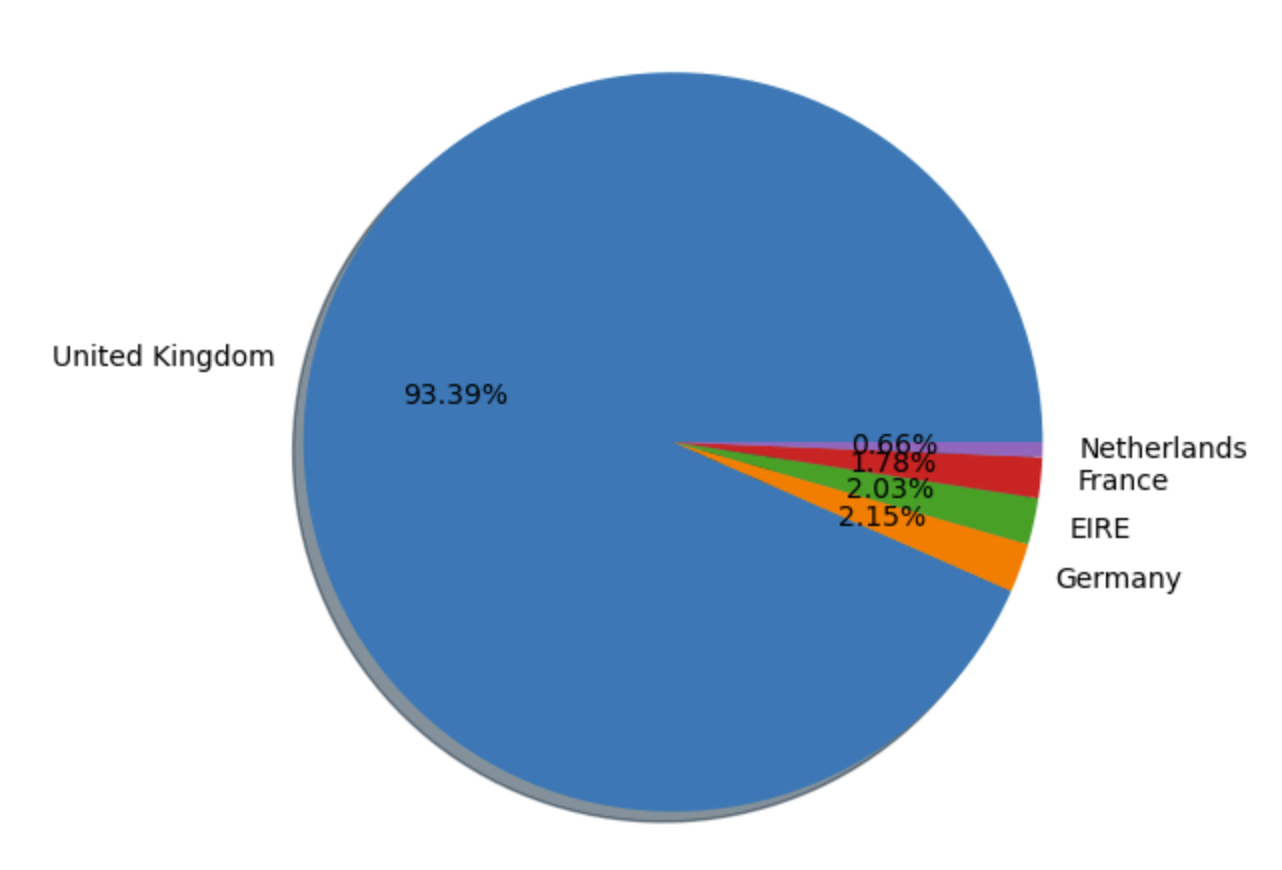 United Kingdom
93.39%
0.66%
Netherlands
1.78%
France
2.03%
EIRE
2.15%
Germany